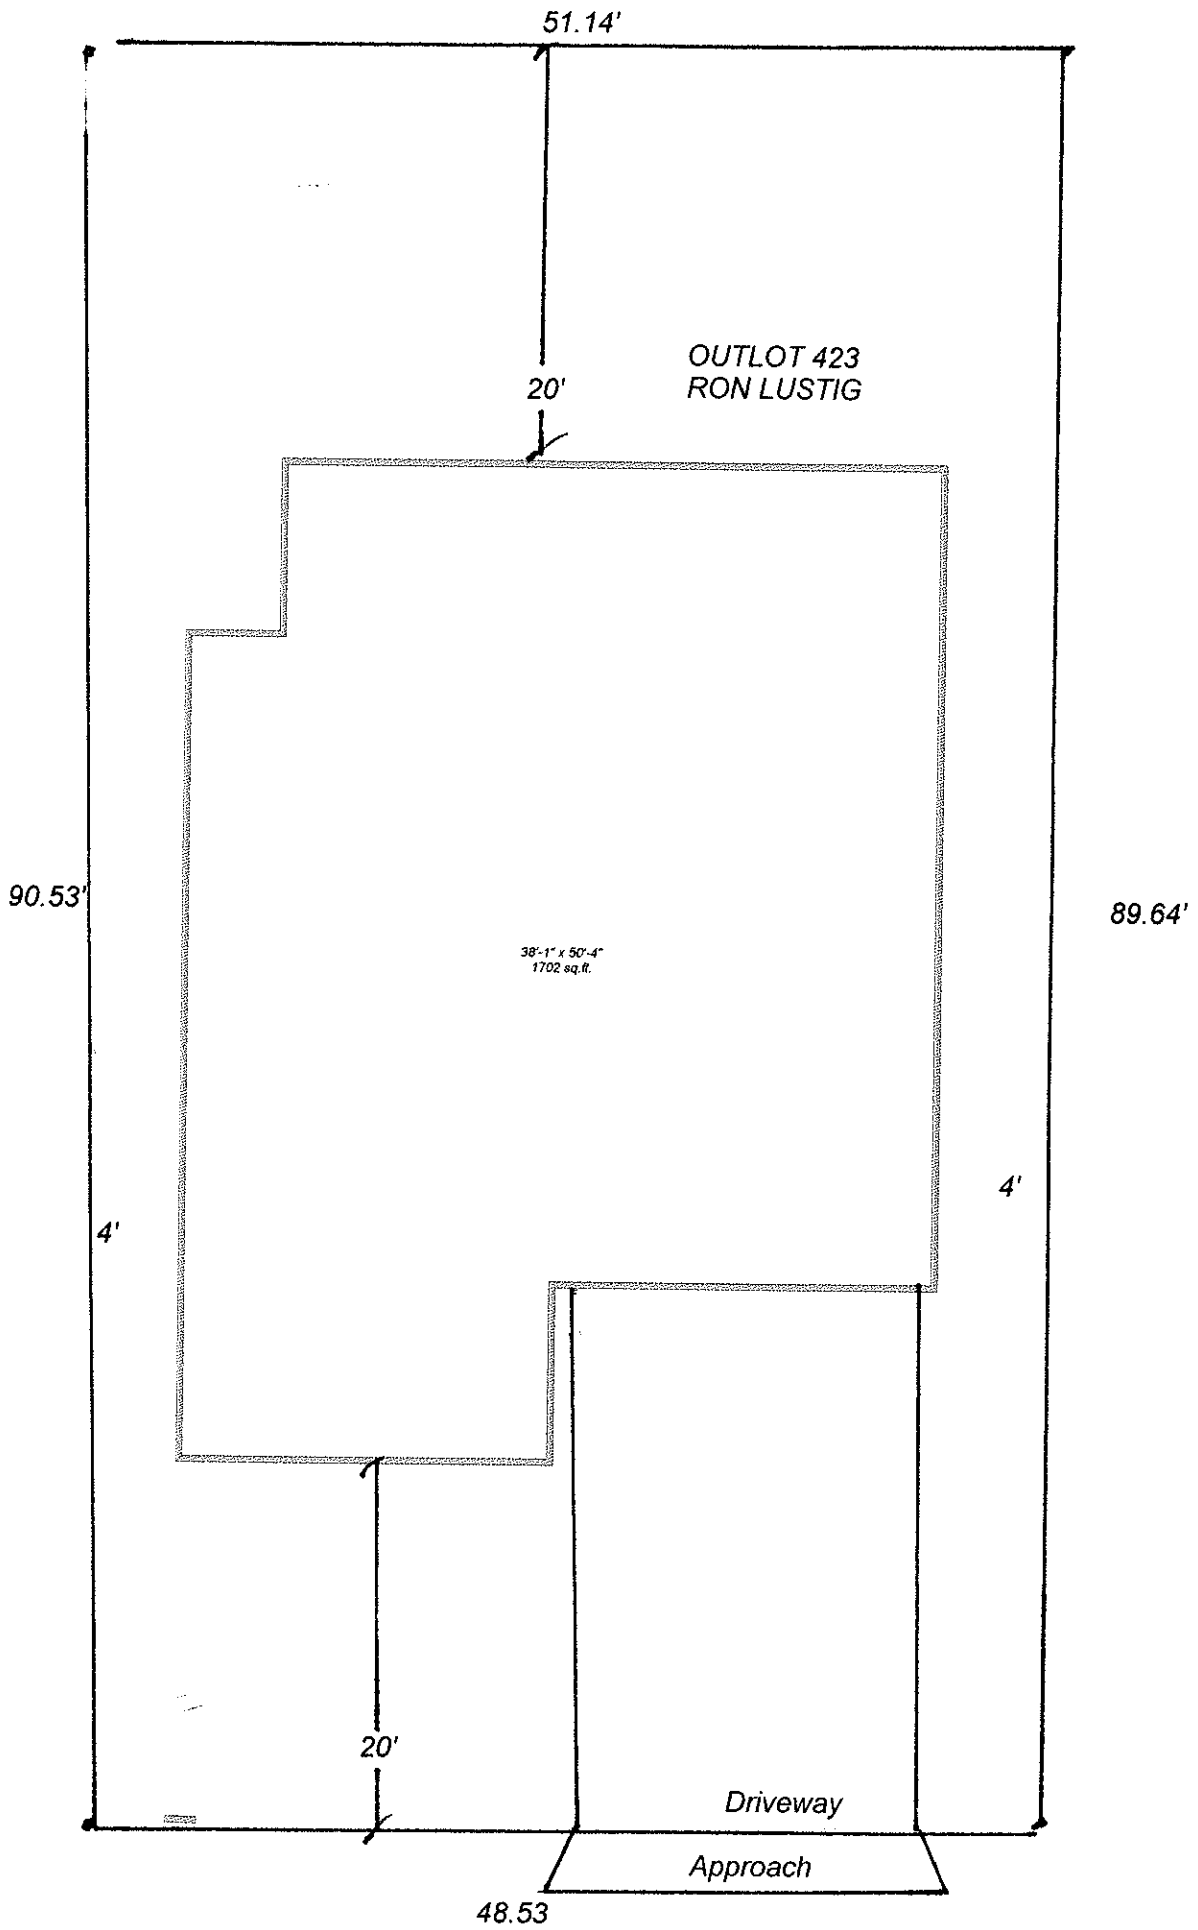 51.14'
OUTLOT 423
RON LUSTIG
20'
90.53'
89.64'
38'-1" x 50'-4"
1702 sq.ft.
4'
4'
20'
Driveway
Approach
48.53